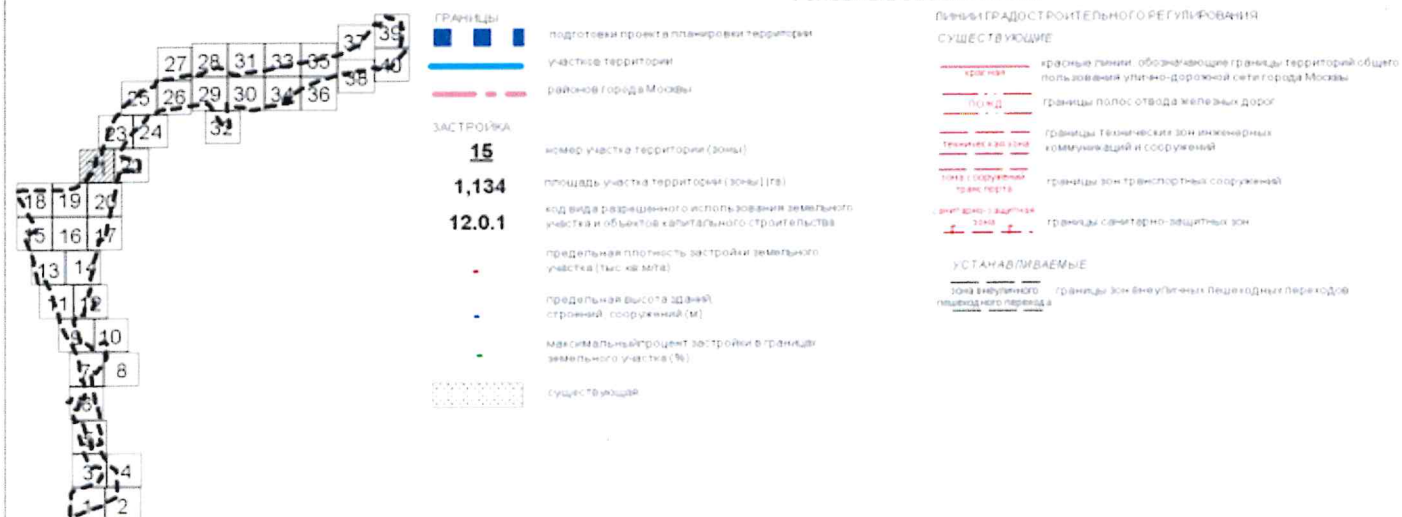 39
37
27 28 31 33 35
40
38
25 26 29 30 34 36
32
23 24
18 19 20
15 16 17
13 14
11 12
9 10
7 8
6
5
3 4
1 2
ГРАНИЦЫ
подготовки проекта планировки территории
участков территории
районов города Москвы
ЗАСТРОЙКА
15
номер участка территории (зоны)
1,134
площадь участка территории (зоны) (га)
12.0.1
код вида разрешенного использования земельного
участка и объектов капитального строительства
предельная плотность застройки земельного
участка (тыс. кв.м/га)
предельная высота зданий,
строений, сооружений (м)
максимальный процент застройки в границах
земельного участка (%)
существующая
ЛИНИИ ГРАДОСТРОИТЕЛЬНОГО РЕГУЛИРОВАНИЯ
СУЩЕСТВУЮЩИЕ
красная
красные линии, обозначающие границы территорий общего
пользования улично-дорожной сети города Москвы
ПО ЖД
границы полос отвода железных дорог
техническая зона
границы технических зон инженерных
коммуникаций и сооружений
зона сооружений
транспорта
границы зон транспортных сооружений
санитарно-защитная
зона
границы санитарно-защитных зон
УСТАНАВЛИВАЕМЫЕ
зона внеуличного
пешеходного перехода
границы зон внеуличных пешеходных переходов